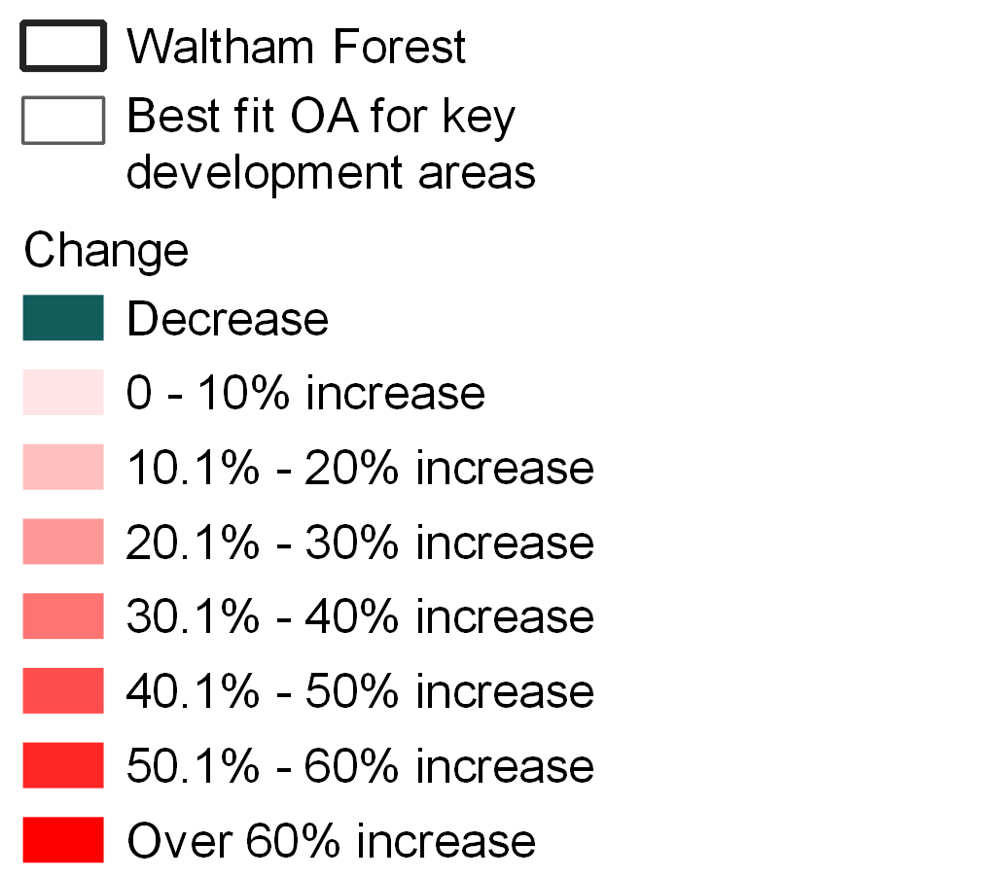 Waltham Forest
Best fit OA for key
development areas
Change
Decrease
0 - 10% increase
10.1% - 20% increase
20.1% - 30% increase
30.1% - 40% increase
40.1% - 50% increase
50.1% - 60% increase
Over 60% increase